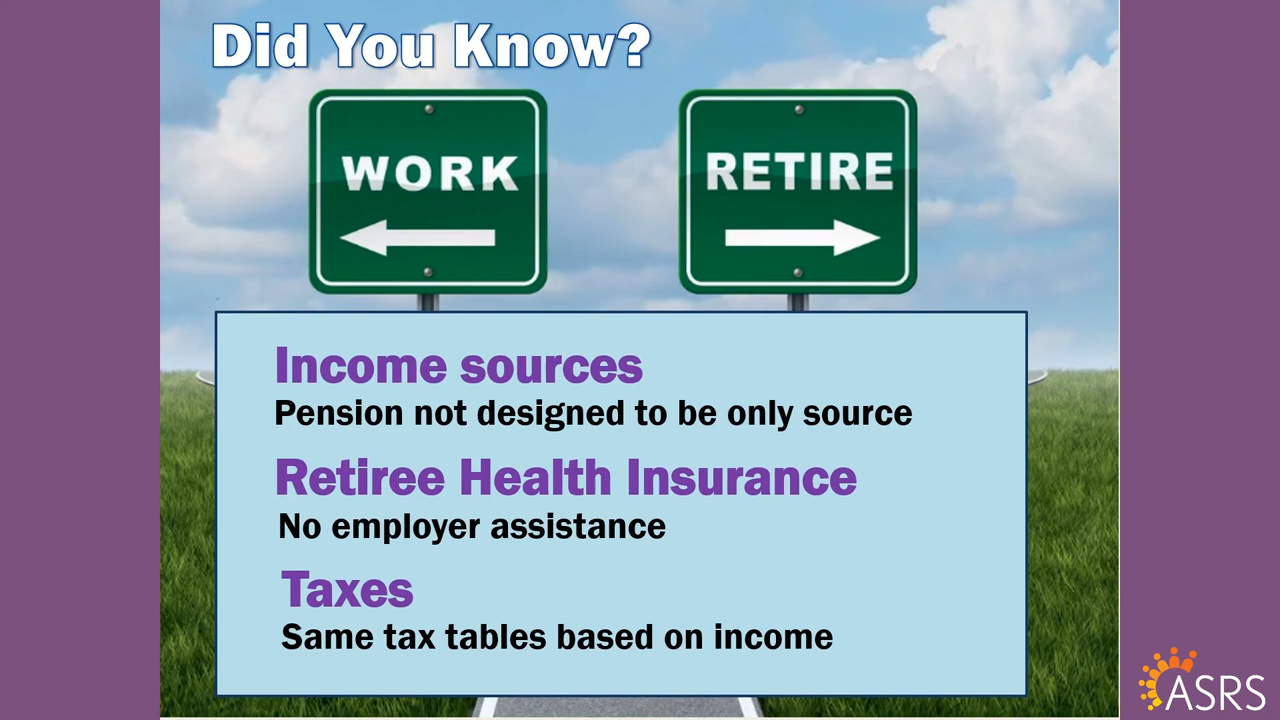 Did You Know?
WORK
RETIRE
Income sources
Pension not designed to be only source
Retiree Health Insurance
No employer assistance
Taxes
Same tax tables based on income
ASRS